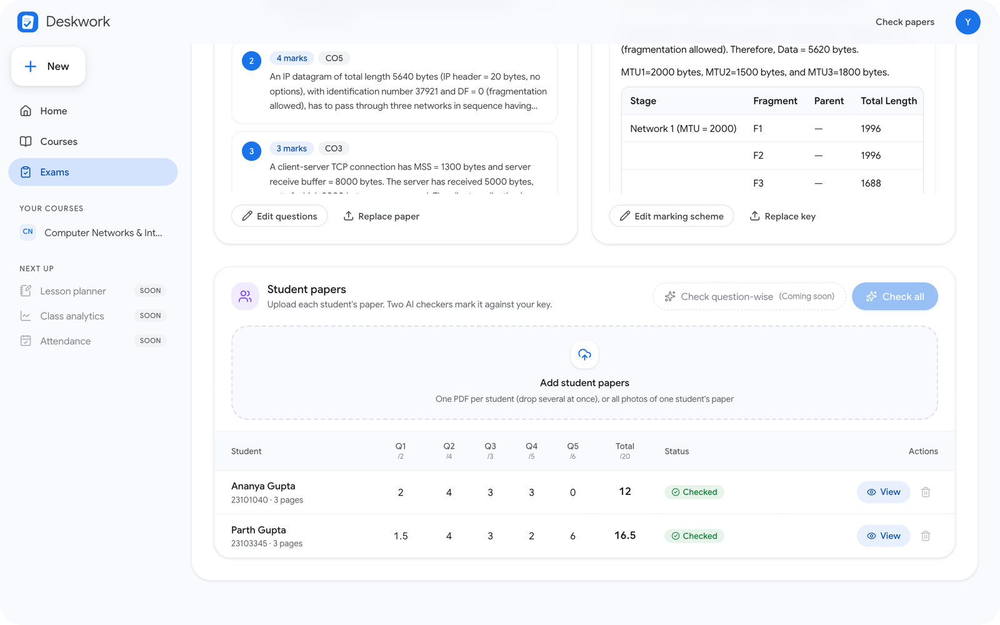 Deskwork
Check papers
Y
New
Home
Courses
Exams
YOUR COURSES
CN
Computer Networks & Int...
NEXT UP
Lesson planner SOON
Class analytics SOON
Attendance SOON
2
4 marks CO5
An IP datagram of total length 5640 bytes (IP header = 20 bytes, no
options), with identification number 37921 and DF = 0 (fragmentation
allowed), has to pass through three networks in sequence having...
3
3 marks CO3
A client-server TCP connection has MSS = 1300 bytes and server
receive buffer = 8000 bytes. The server has received 5000 bytes,
Edit questions Replace paper
(fragmentation allowed). Therefore, Data = 5620 bytes.
MTU1=2000 bytes, MTU2=1500 bytes, and MTU3=1800 bytes.
Stage Fragment Parent Total Length
Network 1 (MTU = 2000) F1 — 1996
F2 — 1996
F3 — 1688
Edit marking scheme Replace key
Student papers
Upload each student's paper. Two AI checkers mark it against your key.
Check question-wise (Coming soon) Check all
Add student papers
One PDF per student (drop several at once), or all photos of one student's paper
Student Q1 Q2 Q3 Q4 Q5 Total Status Actions
/2 /4 /3 /5 /6 /20
Ananya Gupta
23101040 · 3 pages
2 4 3 3 0 12 Checked View
Parth Gupta
23103345 · 3 pages
1.5 4 3 2 6 16.5 Checked View